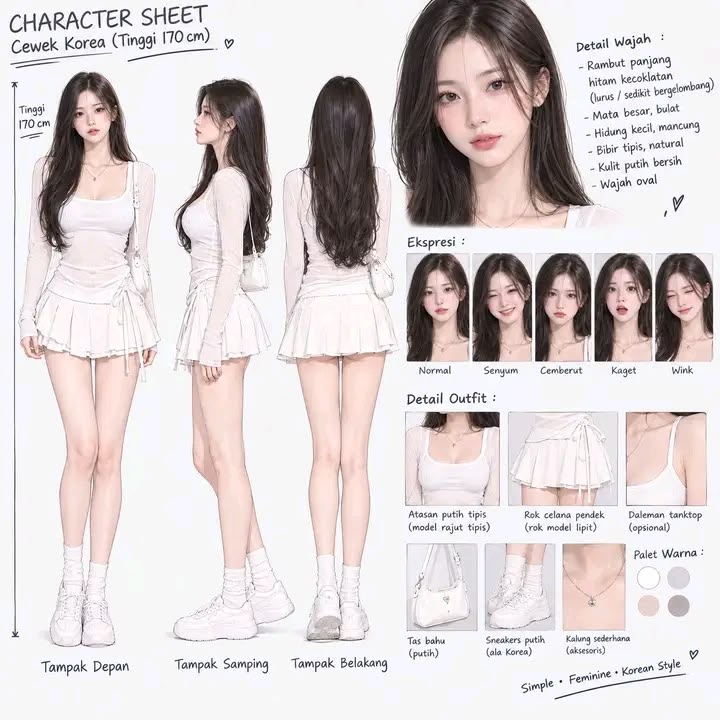 CHARACTER SHEET
Cewek Korea (Tinggi 170 cm)
Tinggi
170 cm
Tampak Depan
Tampak Samping
Tampak Belakang
Detail Wajah :
- Rambut panjang
hitam kecoklatan
(lurus / sedikit bergelombang)
- Mata besar, bulat
- Hidung kecil, mancung
- Bibir tipis, natural
- Kulit putih bersih
- Wajah oval
Ekspresi :
Normal
Senyum
Cemberut
Kaget
Wink
Detail Outfit :
Atasan putih tipis
(model rajut tipis)
Rok celana pendek
(rok model lipit)
Daleman tanktop
(opsional)
Tas bahu
(putih)
Sneakers putih
(ala Korea)
Kalung sederhana
(aksesoris)
Palet Warna :
Simple • Feminine • Korean Style